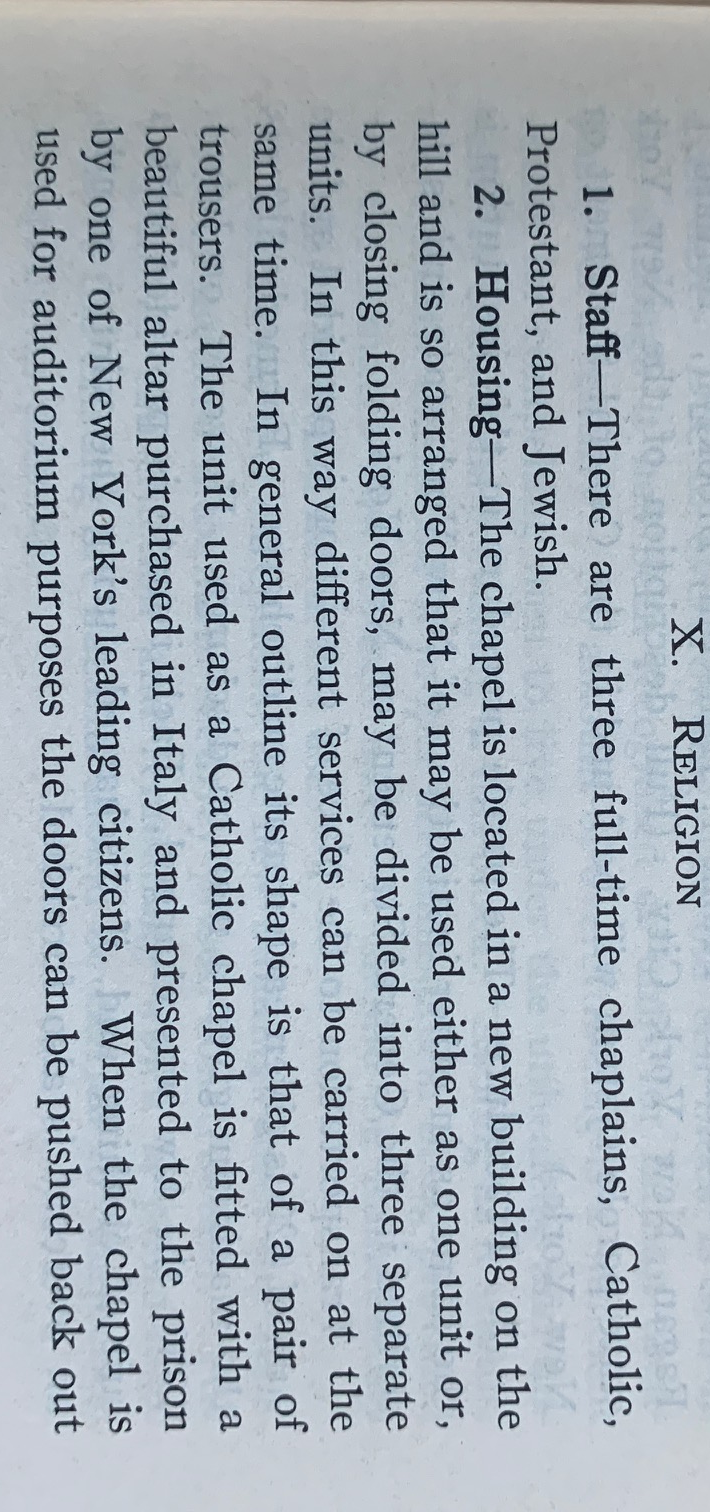 X. RELIGION
1. Staff—There are three full-time chaplains, Catholic,
Protestant, and Jewish.
2. Housing—The chapel is located in a new building on the
hill and is so arranged that it may be used either as one unit or,
by closing folding doors, may be divided into three separate
units. In this way different services can be carried on at the
same time. In general outline its shape is that of a pair of
trousers. The unit used as a Catholic chapel is fitted with a
beautiful altar purchased in Italy and presented to the prison
by one of New York's leading citizens. When the chapel is
used for auditorium purposes the doors can be pushed back out